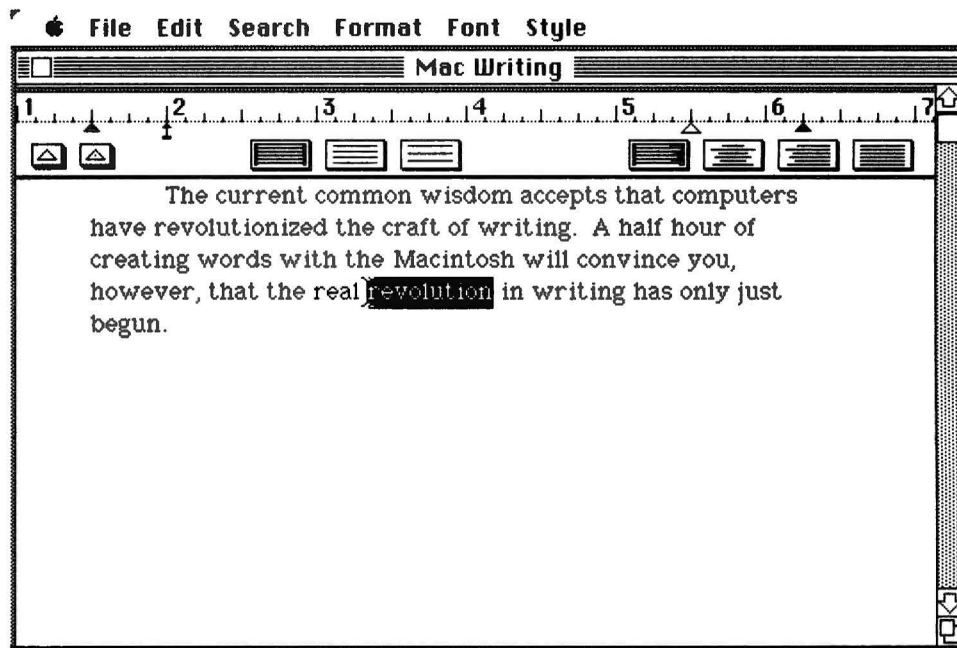 File Edit Search Format Font Style
Mac Writing
1 2 3 4 5 6 7
The current common wisdom accepts that computers
have revolutionized the craft of writing. A half hour of
creating words with the Macintosh will convince you,
however, that the real revolution in writing has only just
begun.